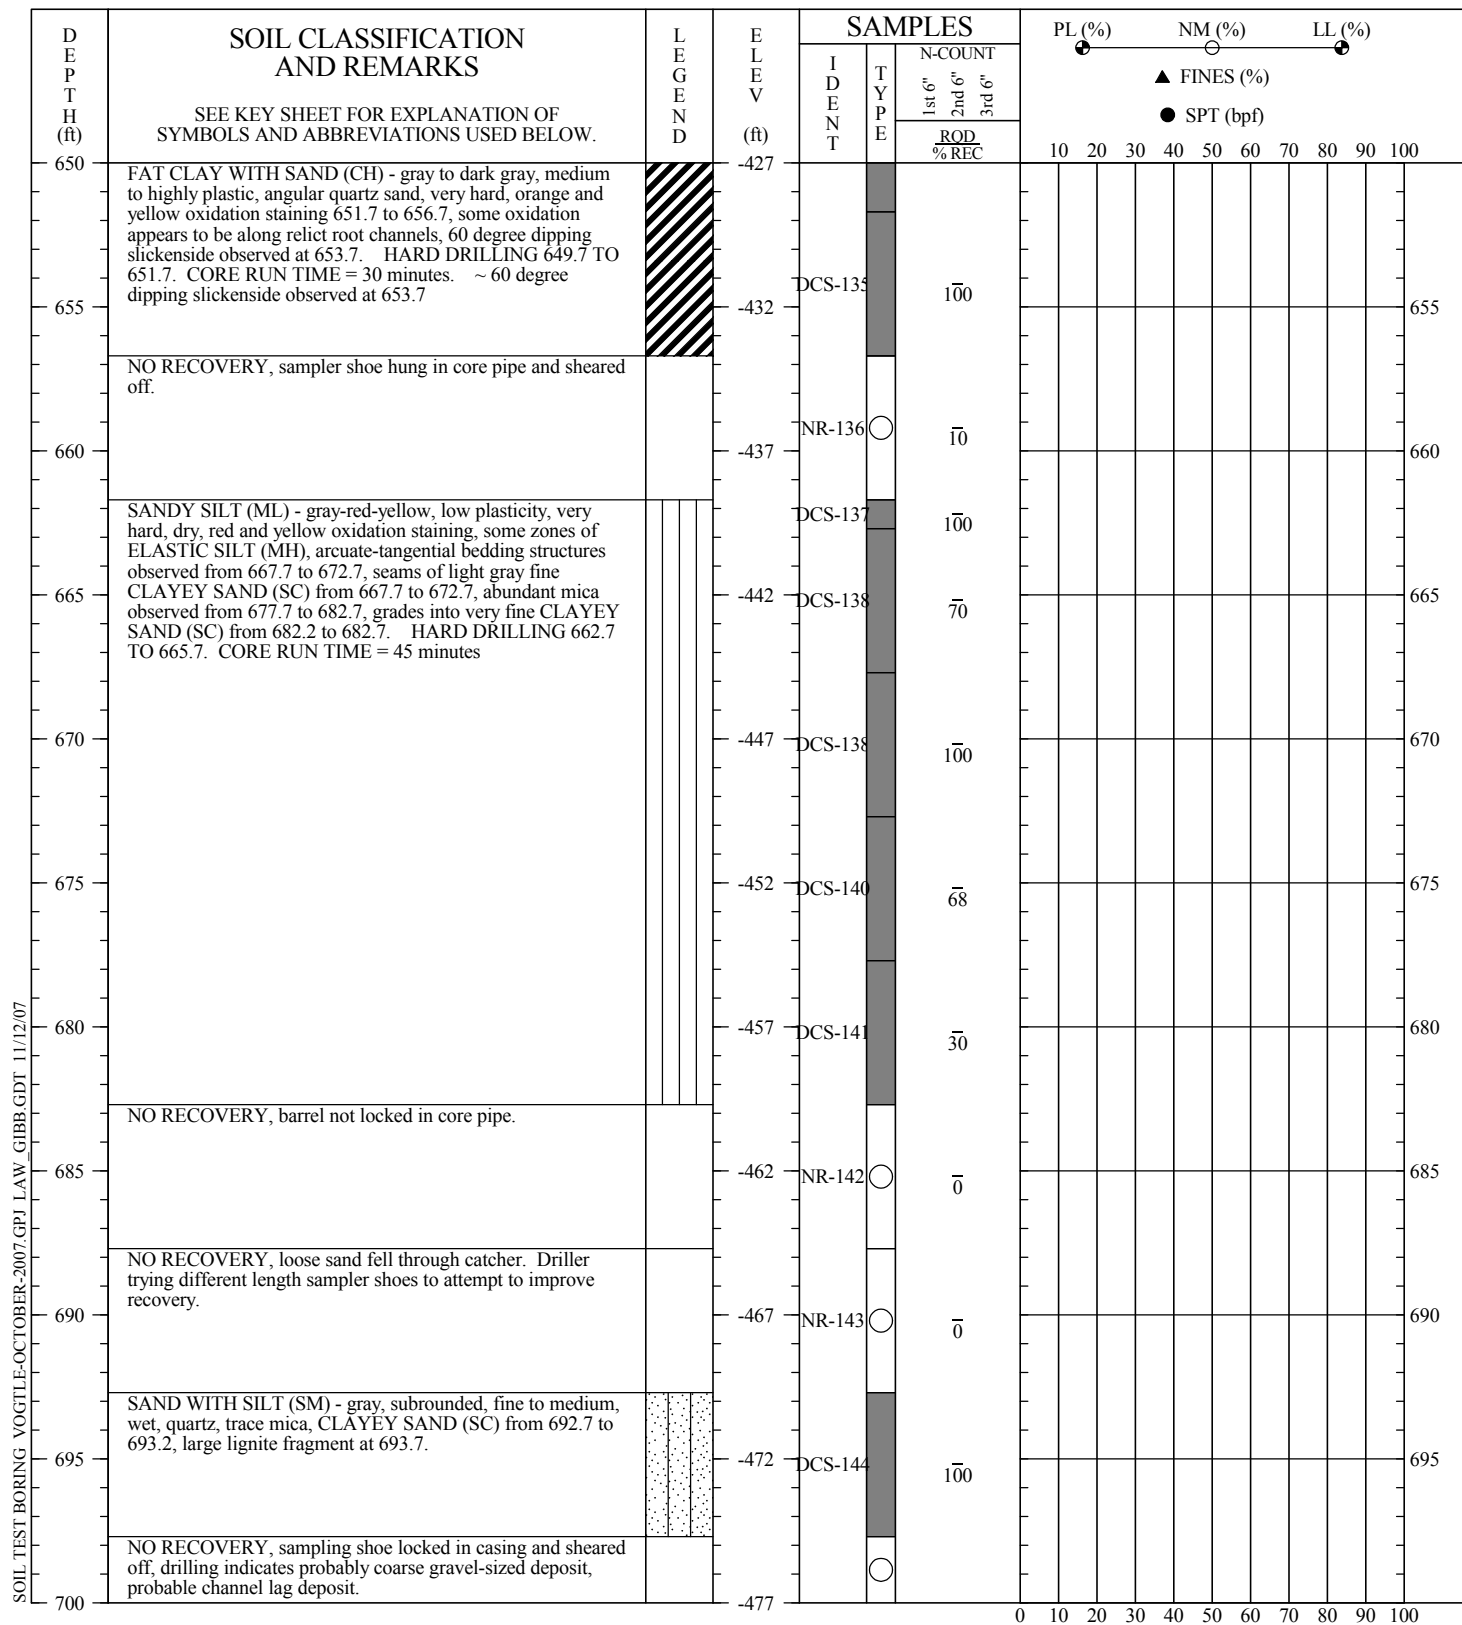 DEPTH
(ft)
SOIL CLASSIFICATION
AND REMARKS
SEE KEY SHEET FOR EXPLANATION OF
SYMBOLS AND ABBREVIATIONS USED BELOW.
LEGEND
ELEV
(ft)
SAMPLES
IDENT
TYPE
N-COUNT
1st 6"
2nd 6"
3rd 6"
RQD
% REC
PL (%) NM (%) LL (%)
▲ FINES (%)
● SPT (bpf)
10 20 30 40 50 60 70 80 90 100
650
-427
FAT CLAY WITH SAND (CH) - gray to dark gray, medium
to highly plastic, angular quartz sand, very hard, orange and
yellow oxidation staining 651.7 to 656.7, some oxidation
appears to be along relict root channels, 60 degree dipping
slickenside observed at 653.7. HARD DRILLING 649.7 TO
651.7. CORE RUN TIME = 30 minutes. ~ 60 degree
dipping slickenside observed at 653.7
DCS-135
100
655
-432
655
NO RECOVERY, sampler shoe hung in core pipe and sheared
off.
NR-136
10
660
-437
660
SANDY SILT (ML) - gray-red-yellow, low plasticity, very
hard, dry, red and yellow oxidation staining, some zones of
ELASTIC SILT (MH), arcuate-tangential bedding structures
observed from 667.7 to 672.7, seams of light gray fine
CLAYEY SAND (SC) from 667.7 to 672.7, abundant mica
observed from 677.7 to 682.7, grades into very fine CLAYEY
SAND (SC) from 682.2 to 682.7. HARD DRILLING 662.7
TO 665.7. CORE RUN TIME = 45 minutes
DCS-137
100
665
-442
DCS-138
70
665
670
-447
DCS-138
100
670
675
-452
DCS-140
68
675
680
-457
DCS-141
30
680
NO RECOVERY, barrel not locked in core pipe.
685
-462
NR-142
0
685
NO RECOVERY, loose sand fell through catcher. Driller
trying different length sampler shoes to attempt to improve
recovery.
690
-467
NR-143
0
690
SAND WITH SILT (SM) - gray, subrounded, fine to medium,
wet, quartz, trace mica, CLAYEY SAND (SC) from 692.7 to
693.2, large lignite fragment at 693.7.
695
-472
DCS-144
100
695
NO RECOVERY, sampling shoe locked in casing and sheared
off, drilling indicates probably coarse gravel-sized deposit,
probable channel lag deposit.
700
-477
0 10 20 30 40 50 60 70 80 90 100
SOIL TEST BORING VOGTLE-OCTOBER-2007.GPJ LAW_GIBB.GDT 11/12/07